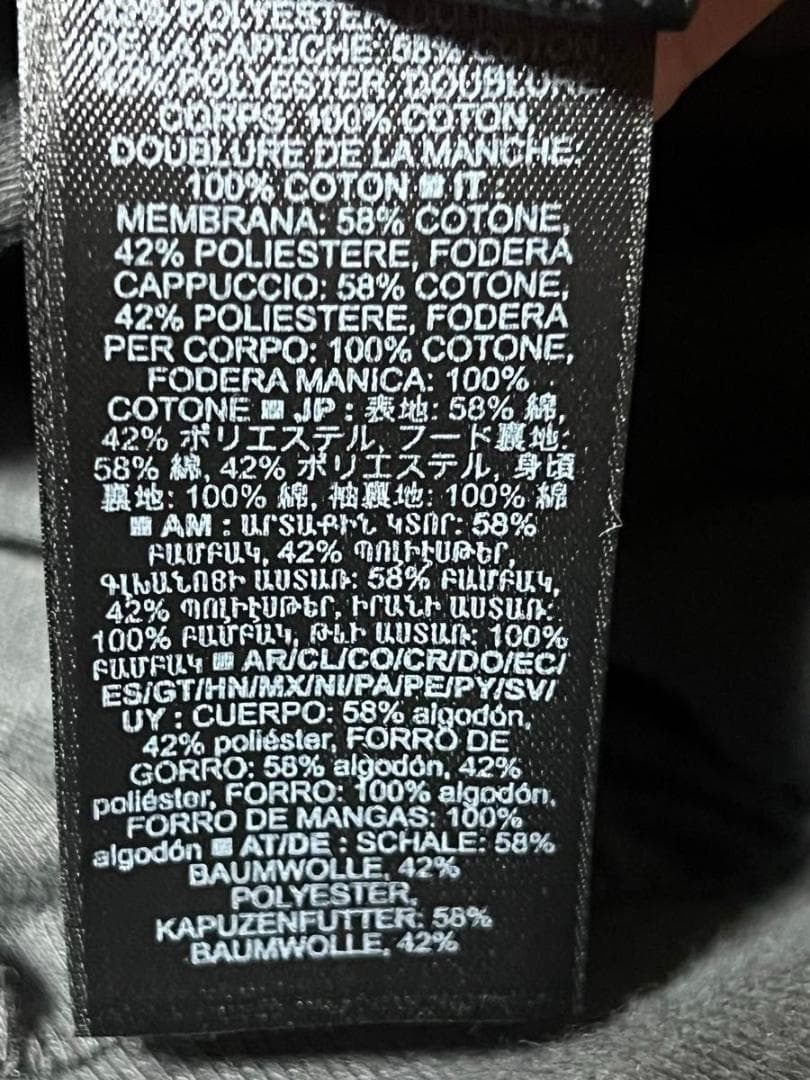 42% POLYESTER, DOUBLURE
DE LA CAPUCHE: 58% COTON,
42% POLYESTER, DOUBLURE
CORPS: 100% COTON,
DOUBLURE DE LA MANCHE:
100% COTON IT :
MEMBRANA: 58% COTONE,
42% POLIESTERE, FODERA
CAPPUCCIO: 58% COTONE,
42% POLIESTERE, FODERA
PER CORPO: 100% COTONE,
FODERA MANICA: 100%
COTONE JP : 表地: 58% 綿,
42% ポリエステル, フード裏地:
58% 綿, 42% ポリエステル, 身頃
裏地: 100% 綿, 袖裏地: 100% 綿
AM : ԱՐՏԱՔԻՆ ԿՏՈՐ: 58%
ԲԱՄԲԱԿ, 42% ՊՈԼԻԷՍԹԵՐ,
ԳԼԽԱՆՈՑԻ ԱՍՏԱՌ: 58% ԲԱՄԲԱԿ,
42% ՊՈԼԻԷՍԹԵՐ, ԻՐԱՆԻ ԱՍՏԱՌ:
100% ԲԱՄԲԱԿ, ԹԵՒԻ ԱՍՏԱՌ: 100%
ԲԱՄԲԱԿ AR/CL/CO/CR/DO/EC/
ES/GT/HN/MX/NI/PA/PE/PY/SV/
UY : CUERPO: 58% algodón,
42% poliéster, FORRO DE
GORRO: 58% algodón, 42%
poliéster, FORRO: 100% algodón,
FORRO DE MANGAS: 100%
algodón AT/DE : SCHALE: 58%
BAUMWOLLE, 42%
POLYESTER,
KAPUZENFUTTER: 58%
BAUMWOLLE, 42%